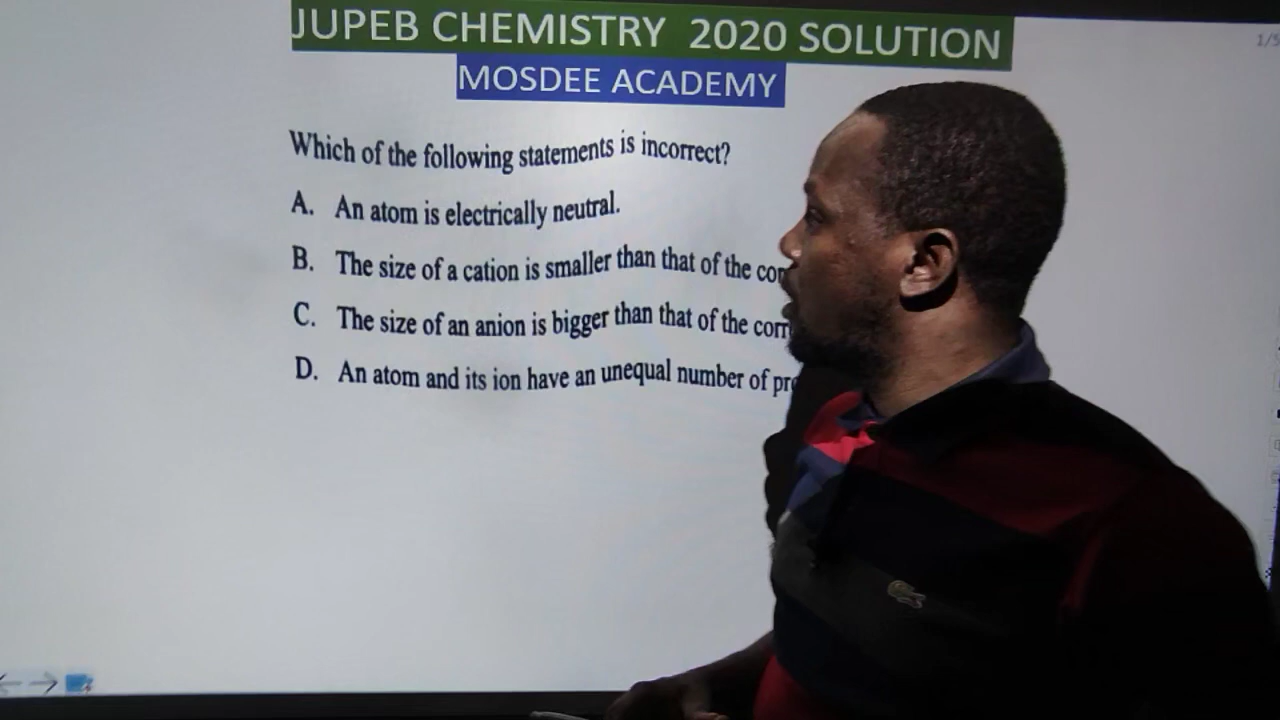 JUPEB CHEMISTRY 2020 SOLUTION
1/5
MOSDEE ACADEMY
Which of the following statements is incorrect?
A. An atom is electrically neutral.
B. The size of a cation is smaller than that of the
C. The size of an anion is bigger than that of the
D. An atom and its ion have an unequal number of